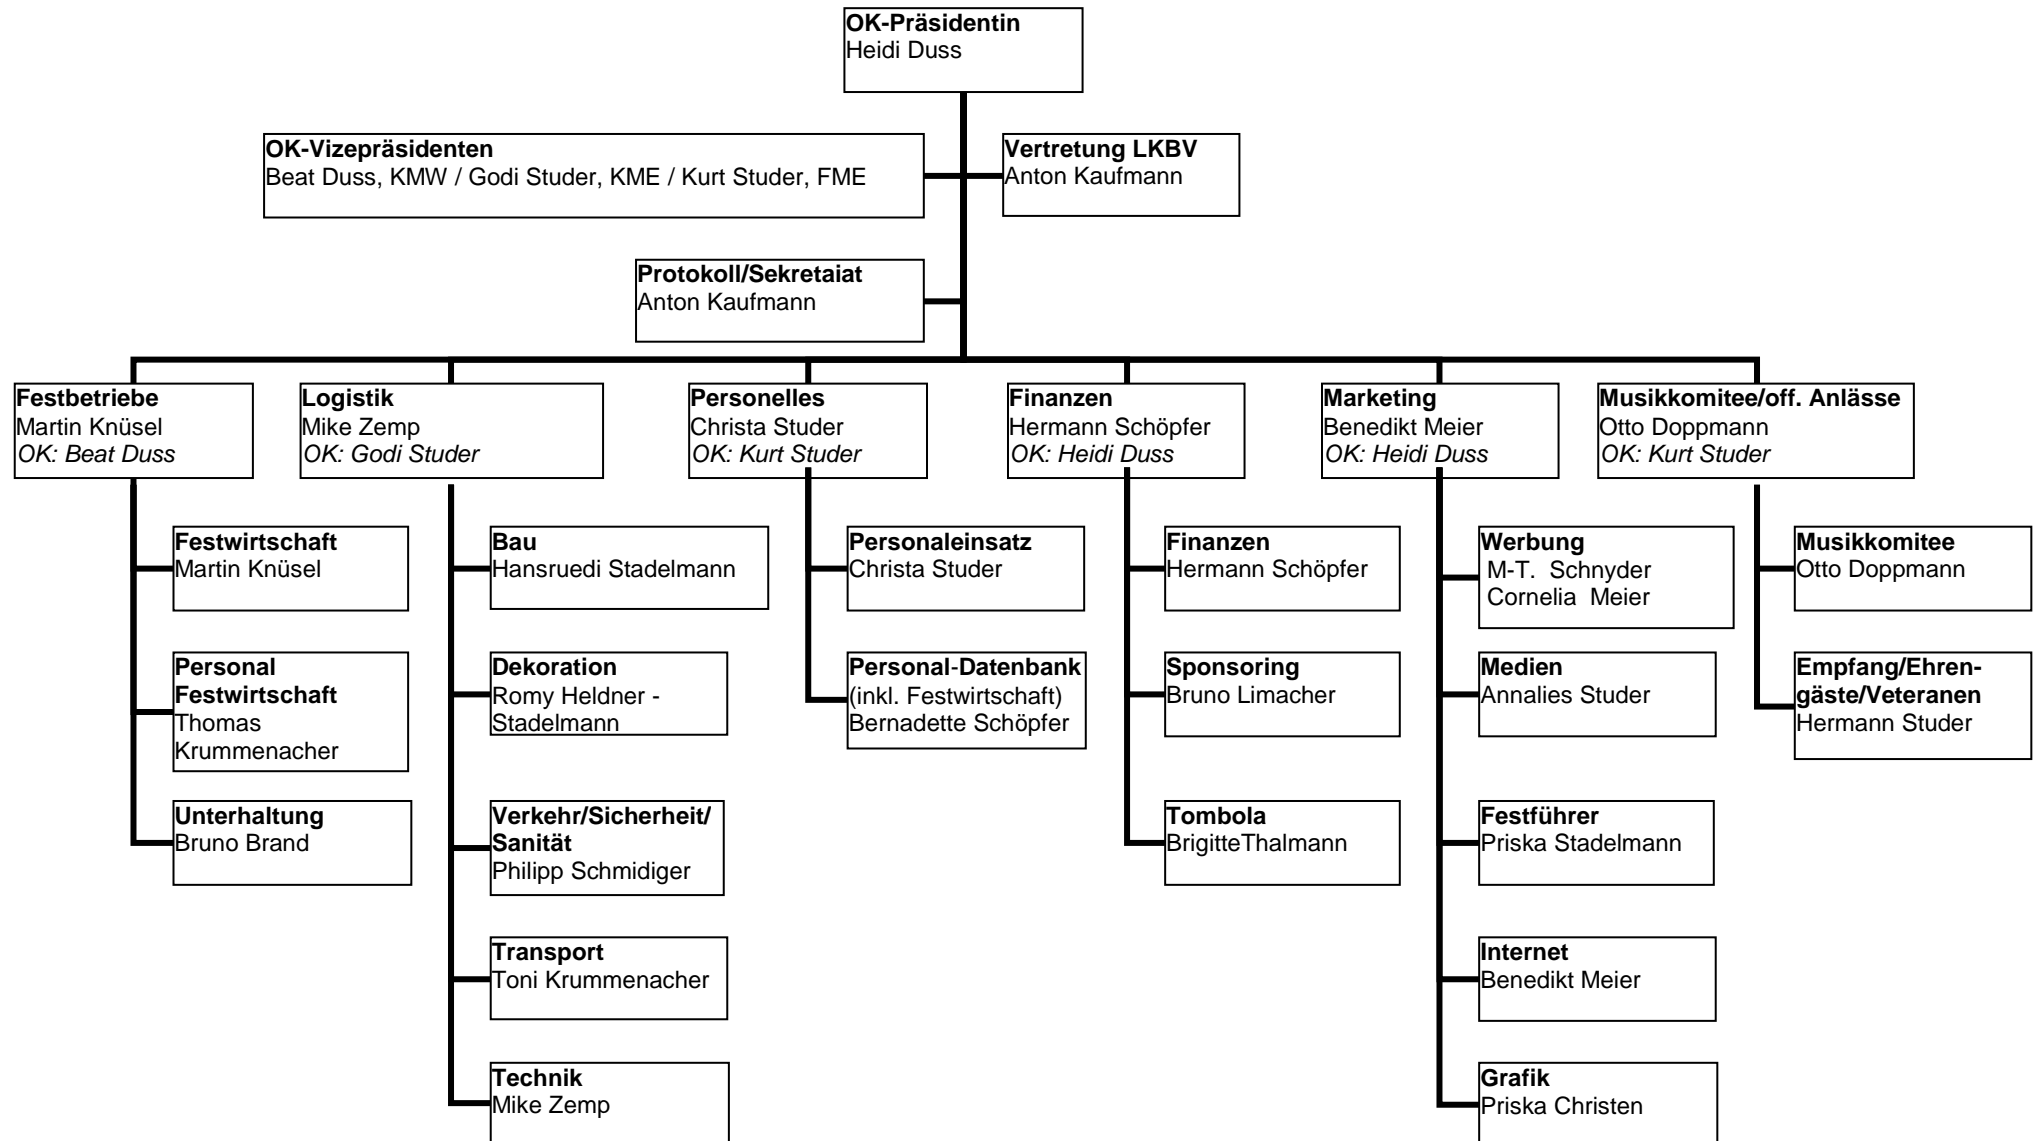 OK-Präsidentin
Heidi Duss
OK-Vizepräsidenten
Beat Duss, KMW / Godi Studer, KME / Kurt Studer, FME
Vertretung LKBV
Anton Kaufmann
Protokoll/Sekretaiat
Anton Kaufmann
Festbetriebe
Martin Knüsel
OK: Beat Duss
Logistik
Mike Zemp
OK: Godi Studer
Personelles
Christa Studer
OK: Kurt Studer
Finanzen
Hermann Schöpfer
OK: Heidi Duss
Marketing
Benedikt Meier
OK: Heidi Duss
Musikkomitee/off. Anlässe
Otto Doppmann
OK: Kurt Studer
Festwirtschaft
Martin Knüsel
Personal
Festwirtschaft
Thomas
Krummenacher
Unterhaltung
Bruno Brand
Bau
Hansruedi Stadelmann
Dekoration
Romy Heldner -
Stadelmann
Verkehr/Sicherheit/
Sanität
Philipp Schmidiger
Transport
Toni Krummenacher
Technik
Mike Zemp
Personaleinsatz
Christa Studer
Personal-Datenbank
(inkl. Festwirtschaft)
Bernadette Schöpfer
Finanzen
Hermann Schöpfer
Sponsoring
Bruno Limacher
Tombola
BrigitteThalmann
Werbung
M-T. Schnyder
Cornelia Meier
Medien
Annalies Studer
Festführer
Priska Stadelmann
Internet
Benedikt Meier
Grafik
Priska Christen
Musikkomitee
Otto Doppmann
Empfang/Ehren-
gäste/Veteranen
Hermann Studer